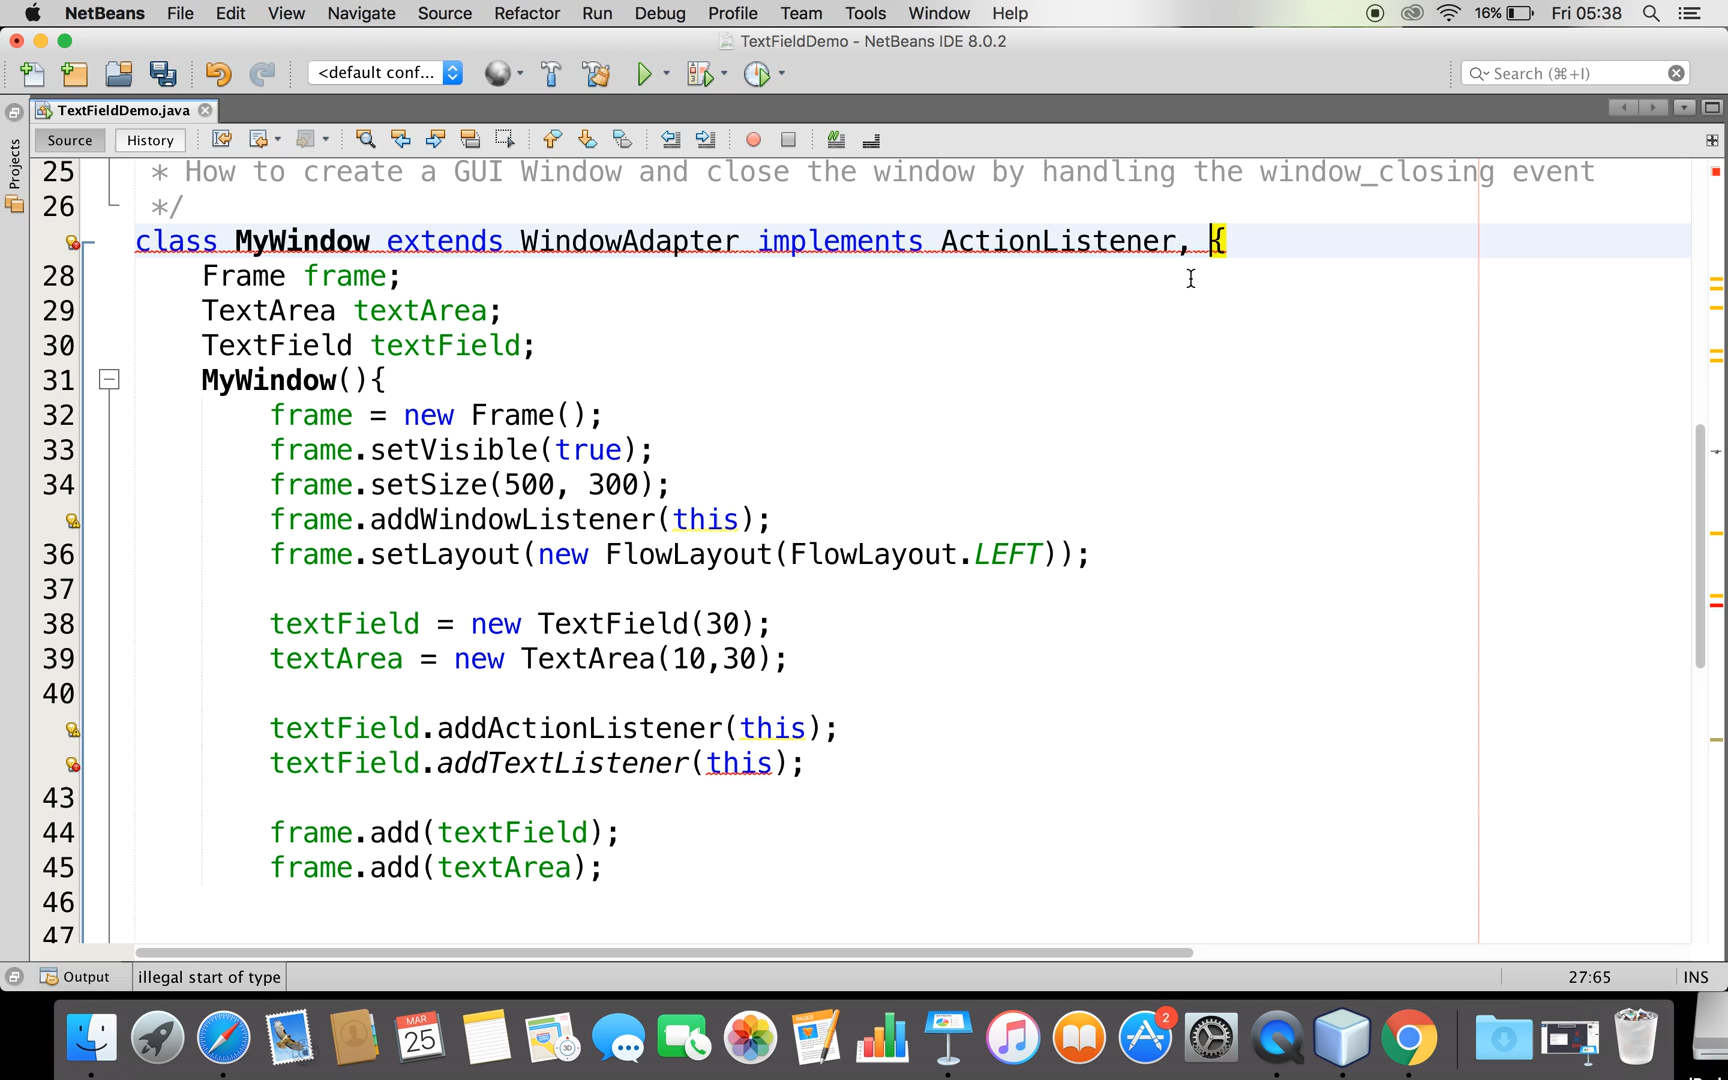 NetBeans File Edit View Navigate Source Refactor Run Debug Profile Team Tools Window Help 16% Fri 05:38
TextFieldDemo - NetBeans IDE 8.0.2
<default conf... Search (⌘+I)
Projects
TextFieldDemo.java
Source History
25 * How to create a GUI Window and close the window by handling the window_closing event
26 */
class MyWindow extends WindowAdapter implements ActionListener, {
28 Frame frame;
29 TextArea textArea;
30 TextField textField;
31 MyWindow(){
32 frame = new Frame();
33 frame.setVisible(true);
34 frame.setSize(500, 300);
frame.addWindowListener(this);
36 frame.setLayout(new FlowLayout(FlowLayout.LEFT));
37
38 textField = new TextField(30);
39 textArea = new TextArea(10,30);
40
textField.addActionListener(this);
textField.addTextListener(this);
43
44 frame.add(textField);
45 frame.add(textArea);
46
47
Output illegal start of type 27:65 INS
MAR
25
PAGES
2